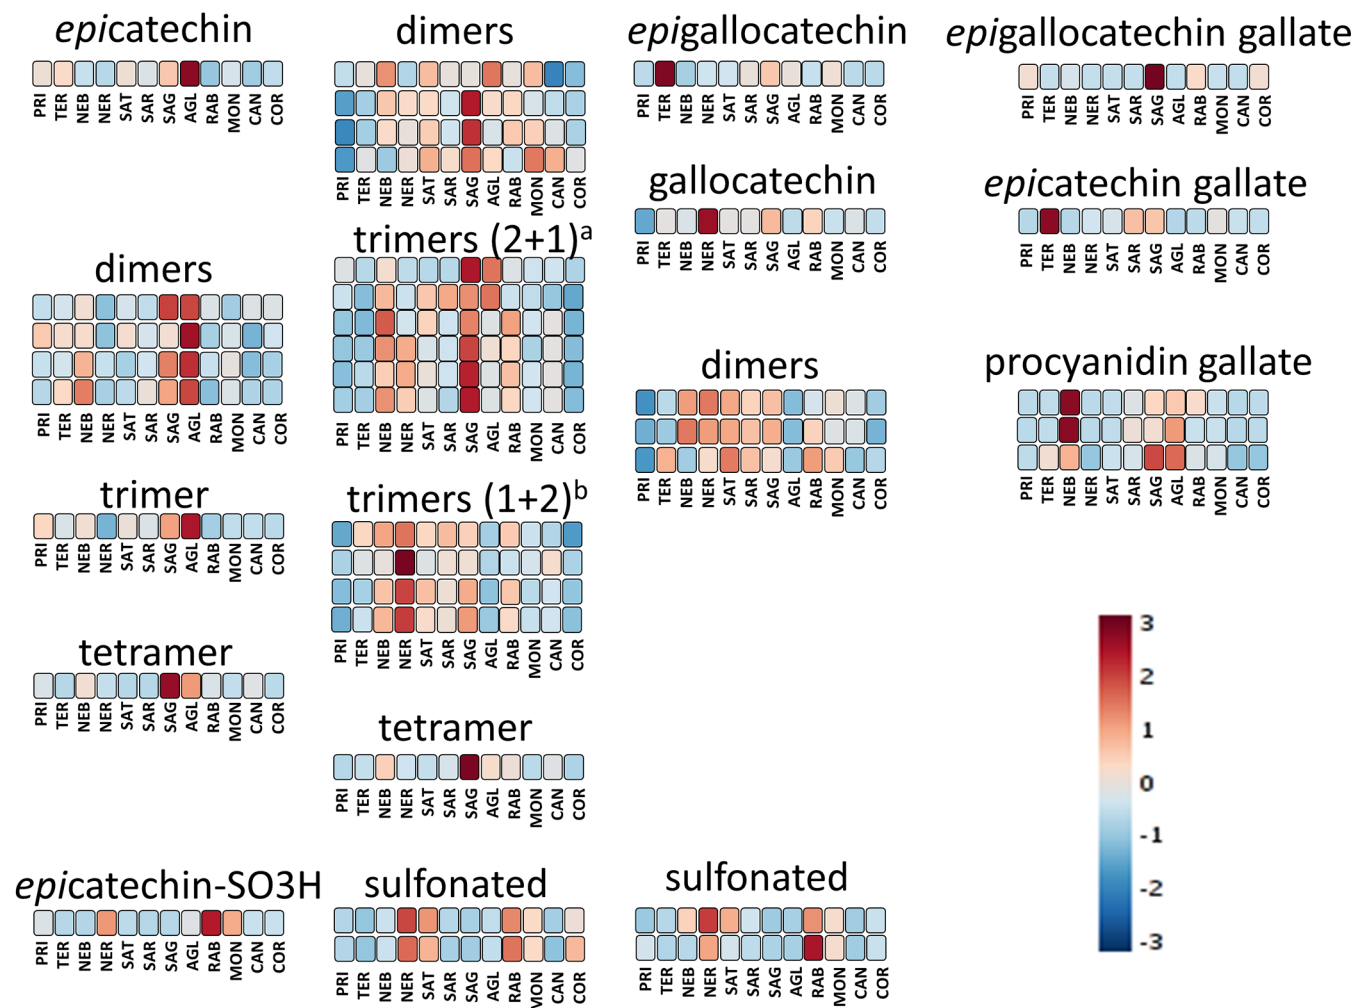 epicatechin
PRI TER NEB NER SAT SAR SAG AGL RAB MON CAN COR
dimers
PRI TER NEB NER SAT SAR SAG AGL RAB MON CAN COR
trimer
PRI TER NEB NER SAT SAR SAG AGL RAB MON CAN COR
tetramer
PRI TER NEB NER SAT SAR SAG AGL RAB MON CAN COR
epicatechin-SO3H
PRI TER NEB NER SAT SAR SAG AGL RAB MON CAN COR
dimers
PRI TER NEB NER SAT SAR SAG AGL RAB MON CAN COR
trimers (2+1)a
PRI TER NEB NER SAT SAR SAG AGL RAB MON CAN COR
trimers (1+2)b
PRI TER NEB NER SAT SAR SAG AGL RAB MON CAN COR
tetramer
PRI TER NEB NER SAT SAR SAG AGL RAB MON CAN COR
sulfonated
PRI TER NEB NER SAT SAR SAG AGL RAB MON CAN COR
epigallocatechin
PRI TER NEB NER SAT SAR SAG AGL RAB MON CAN COR
gallocatechin
PRI TER NEB NER SAT SAR SAG AGL RAB MON CAN COR
dimers
PRI TER NEB NER SAT SAR SAG AGL RAB MON CAN COR
sulfonated
PRI TER NEB NER SAT SAR SAG AGL RAB MON CAN COR
epigallocatechin gallate
PRI TER NEB NER SAT SAR SAG AGL RAB MON CAN COR
epicatechin gallate
PRI TER NEB NER SAT SAR SAG AGL RAB MON CAN COR
procyanidin gallate
PRI TER NEB NER SAT SAR SAG AGL RAB MON CAN COR
3
2
1
0
-1
-2
-3